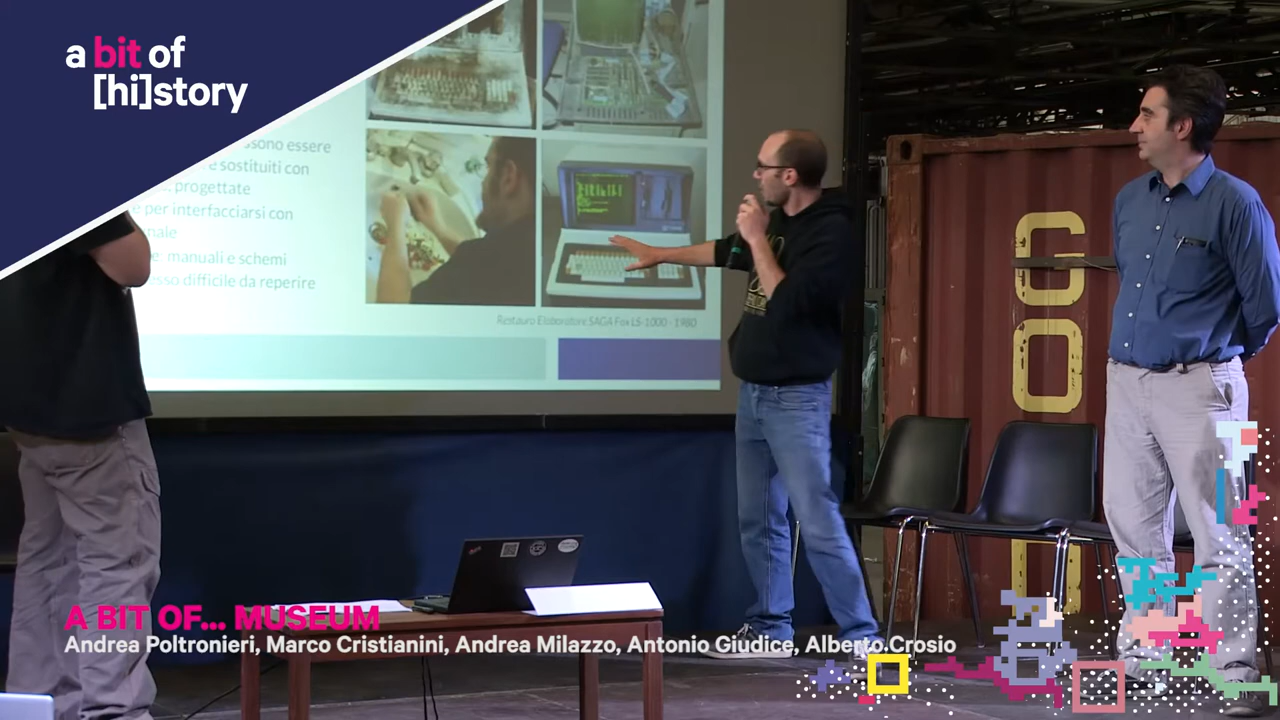 a bit of
[hi]story
ssono essere
e sostituiti con
progettate
e per interfacciarsi con
nale
e manuali e schemi
sso difficile da reperire
Restauro Elaboratore SAGA Fox LS-1000 - 1980
A BIT OF... MUSEUM
Andrea Poltronieri, Marco Cristianini, Andrea Milazzo, Antonio Giudice, Alberto Crosio